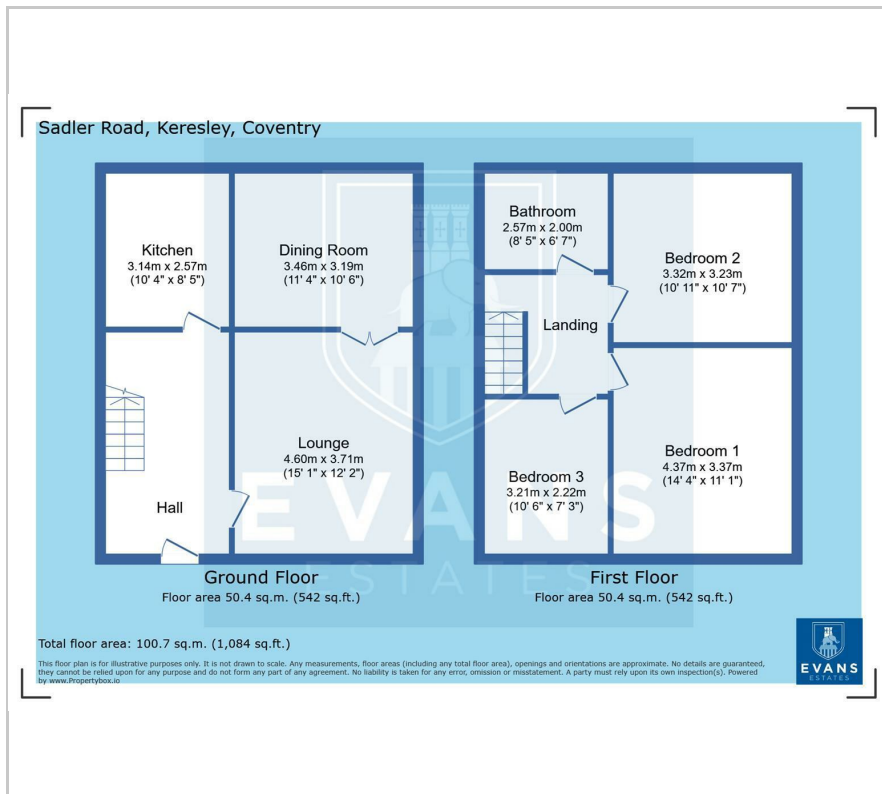 Sadler Road, Keresley, Coventry
Kitchen
3.14m x 2.57m
(10' 4" x 8' 5")
Dining Room
3.46m x 3.19m
(11' 4" x 10' 6")
Lounge
4.60m x 3.71m
(15' 1" x 12' 2")
Hall
Ground Floor
Floor area 50.4 sq.m. (542 sq.ft.)
Bathroom
2.57m x 2.00m
(8' 5" x 6' 7")
Bedroom 2
3.32m x 3.23m
(10' 11" x 10' 7")
Landing
Bedroom 1
4.37m x 3.37m
(14' 4" x 11' 1")
Bedroom 3
3.21m x 2.22m
(10' 6" x 7' 3")
First Floor
Floor area 50.4 sq.m. (542 sq.ft.)
EVANS
ESTATES
Total floor area: 100.7 sq.m. (1,084 sq.ft.)
This floor plan is for illustrative purposes only. It is not drawn to scale. Any measurements, floor areas (including any total floor area), openings and orientations are approximate. No details are guaranteed,
they cannot be relied upon for any purpose and do not form any part of any agreement. No liability is taken for any error, omission or misstatement. A party must rely upon its own inspection(s). Powered
by www.Propertybox.io
EVANS
ESTATES